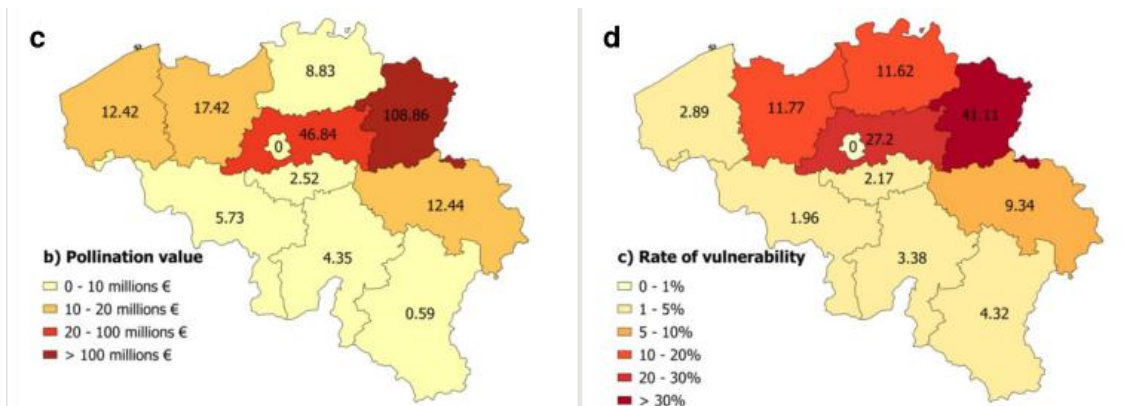 c
8.83
12.42
17.42
108.86
46.84
0
2.52
12.44
5.73
4.35
0.59
b) Pollination value
0 - 10 millions €
10 - 20 millions €
20 - 100 millions €
> 100 millions €
d
11.62
2.89
11.77
41.11
0
27.2
2.17
9.34
1.96
3.38
4.32
c) Rate of vulnerability
0 - 1%
1 - 5%
5 - 10%
10 - 20%
20 - 30%
> 30%